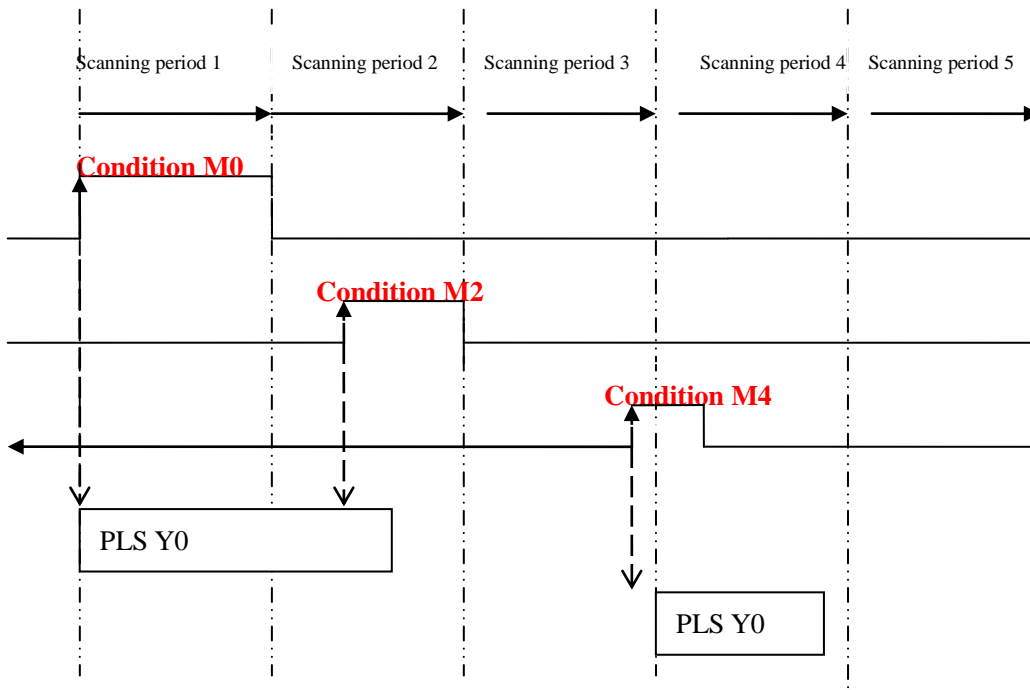 Scanning period 1
Scanning period 2
Scanning period 3
Scanning period 4
Scanning period 5
Condition M0
Condition M2
Condition M4
PLS Y0
PLS Y0